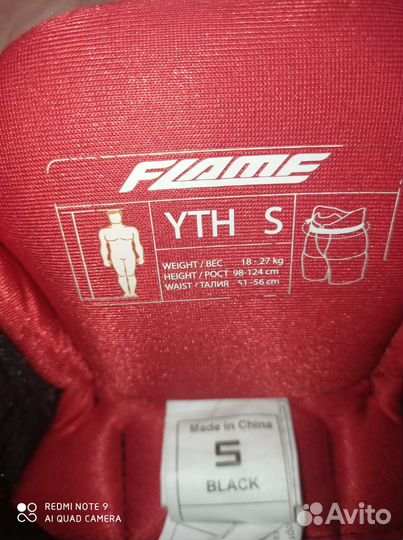 FLAME
YTH S
WEIGHT / ВЕС 18 - 27 kg
HEIGHT / РОСТ 98-124 cm
WAIST / ТАЛИЯ 51-56 cm
Made in China
S
BLACK
REDMI NOTE 9
AI QUAD CAMERA
Avito